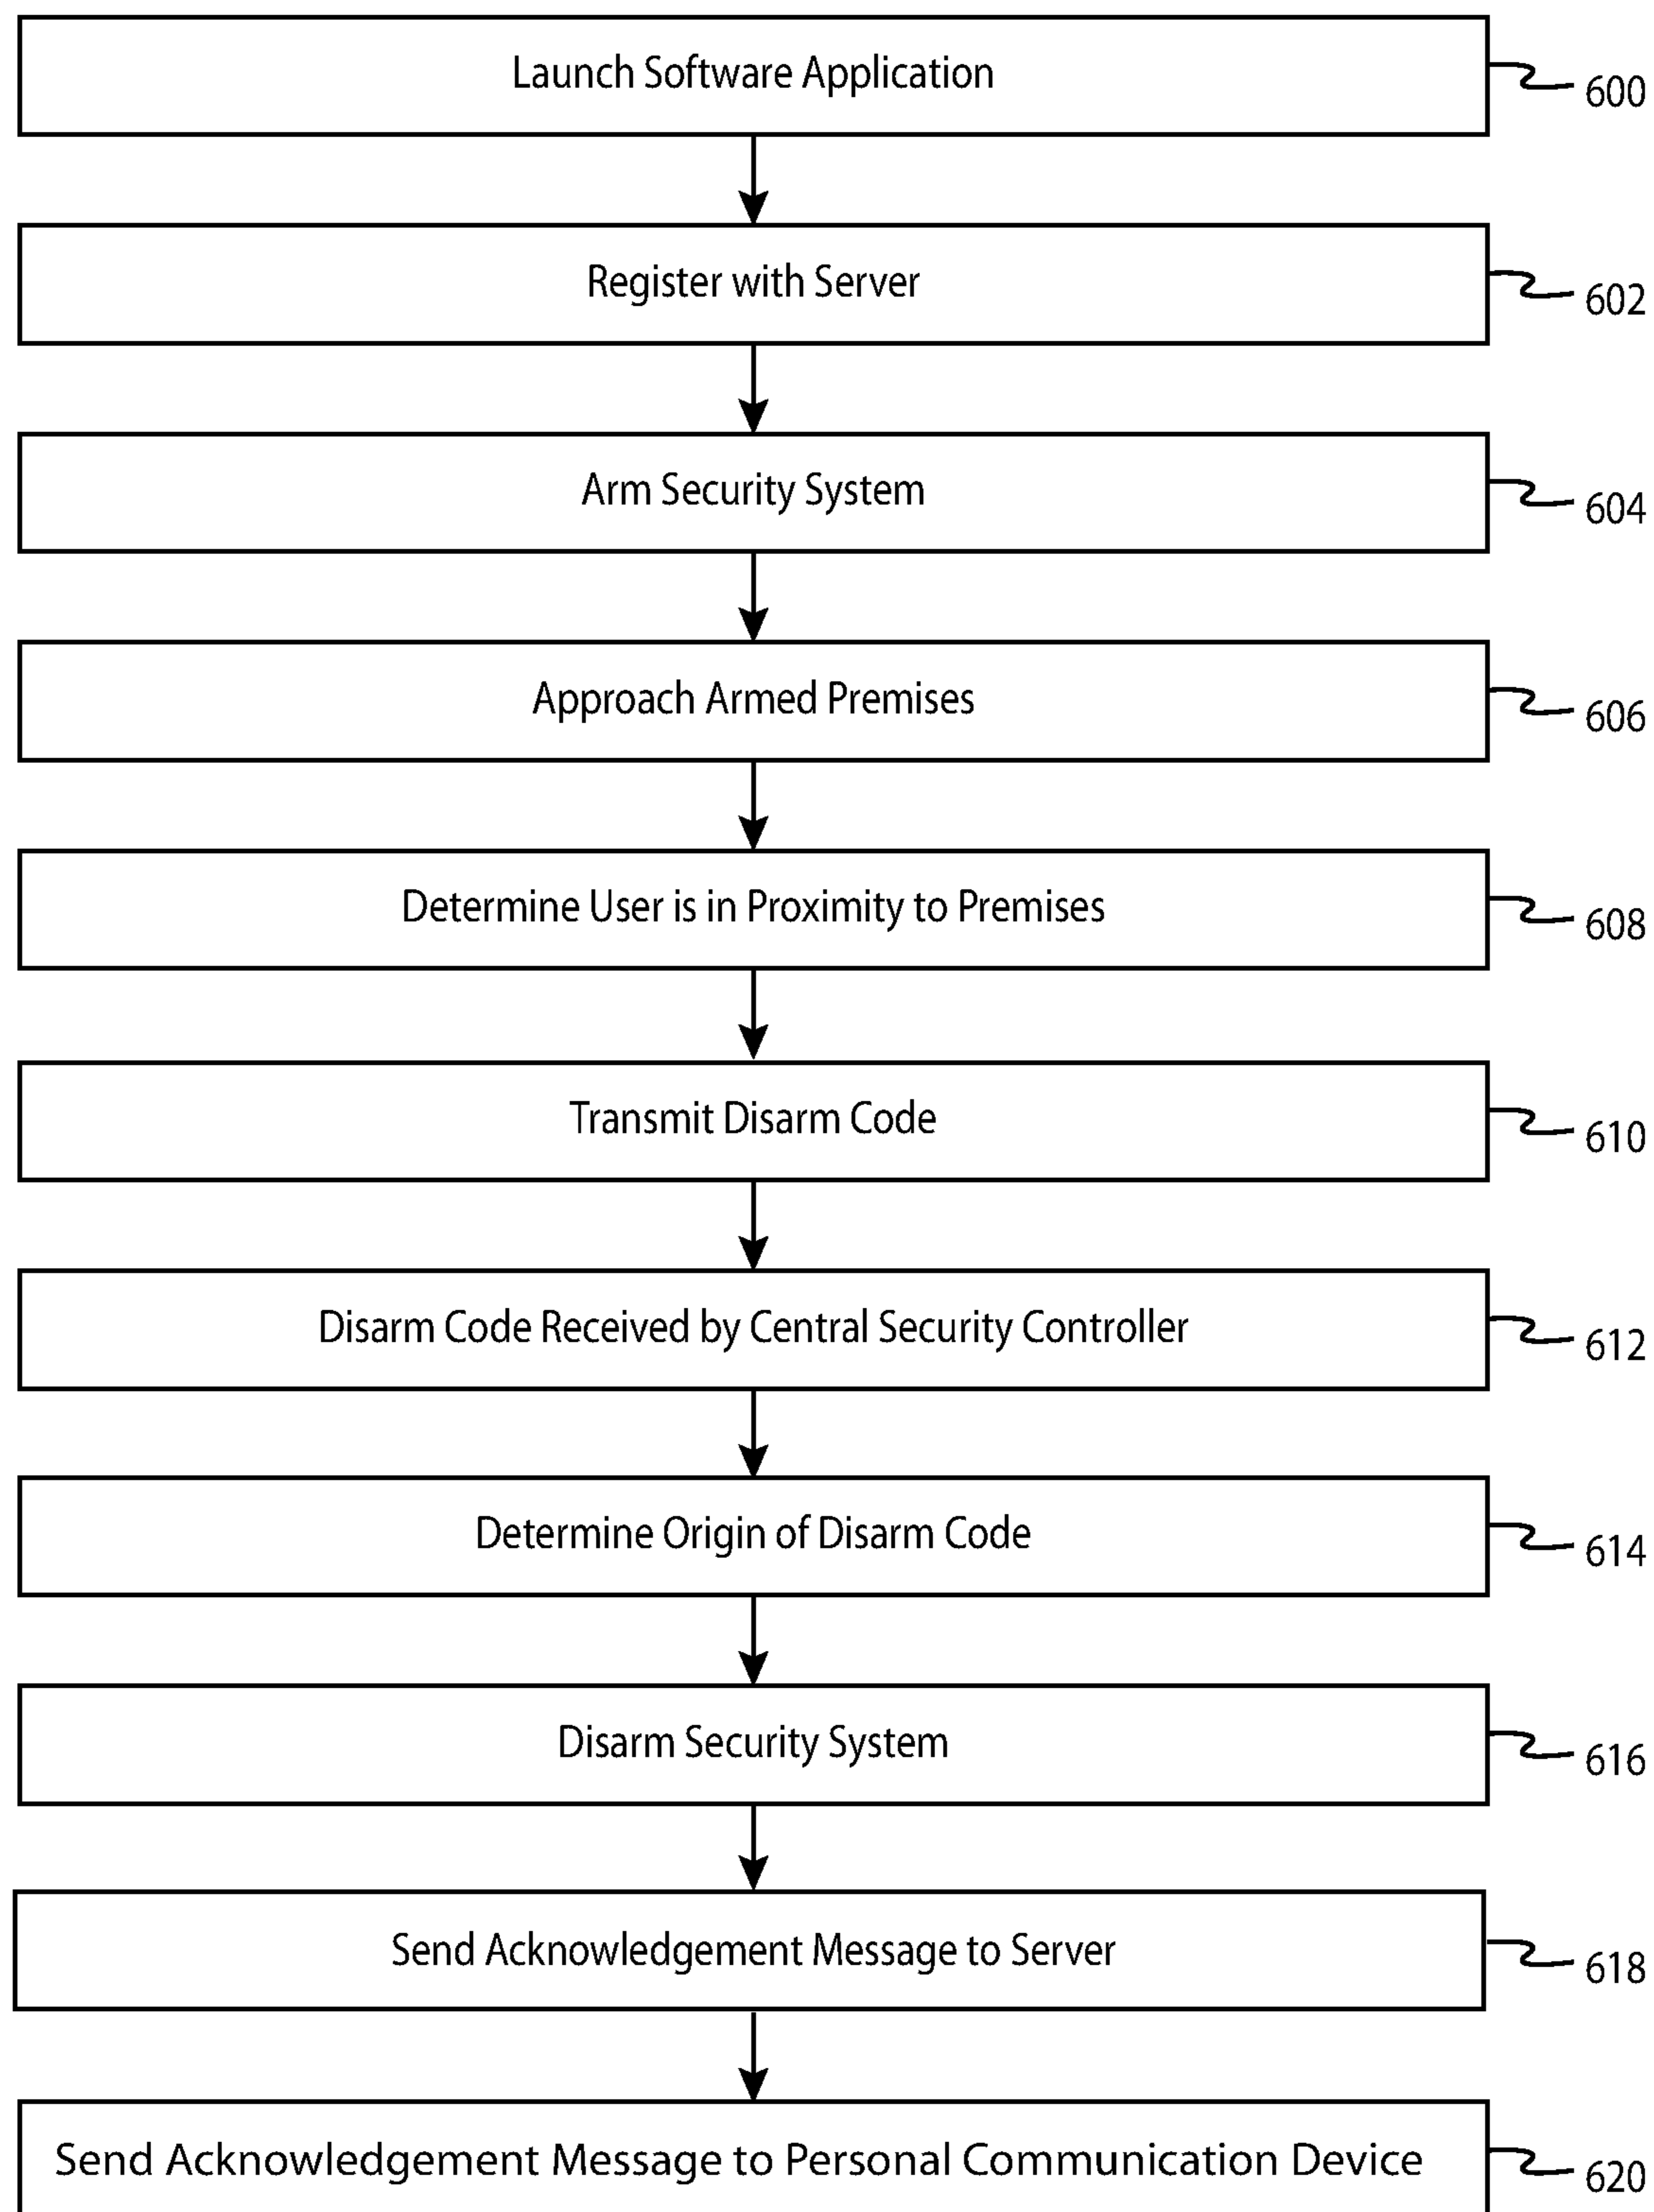 Launch Software Application
600
Register with Server
602
Arm Security System
604
Approach Armed Premises
606
Determine User is in Proximity to Premises
608
Transmit Disarm Code
610
Disarm Code Received by Central Security Controller
612
Determine Origin of Disarm Code
614
Disarm Security System
616
Send Acknowledgement Message to Server
618
Send Acknowledgement Message to Personal Communication Device
620